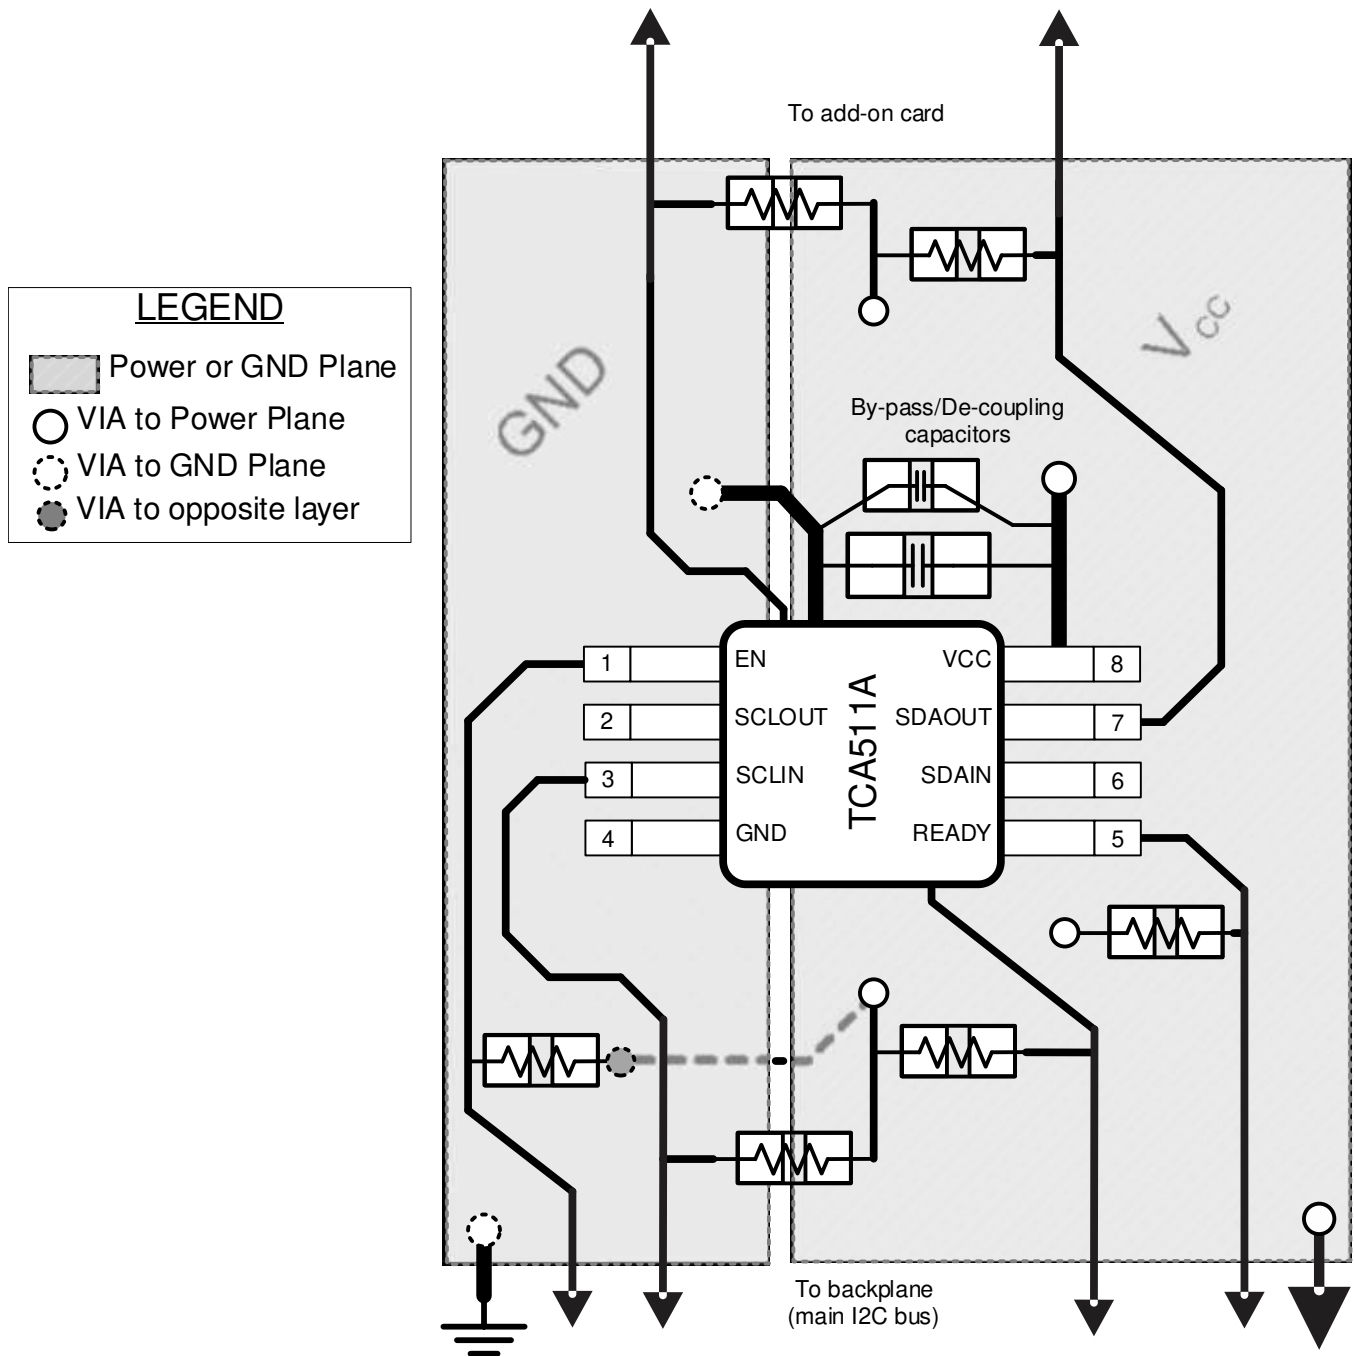 To add-on card
LEGEND
Power or GND Plane
VIA to Power Plane
VIA to GND Plane
VIA to opposite layer
GND
VCC
By-pass/De-coupling
capacitors
1 EN VCC 8
2 SCLOUT SDAOUT 7
3 SCLIN SDAIN 6
4 GND READY 5
TCA511A
To backplane
(main I2C bus)